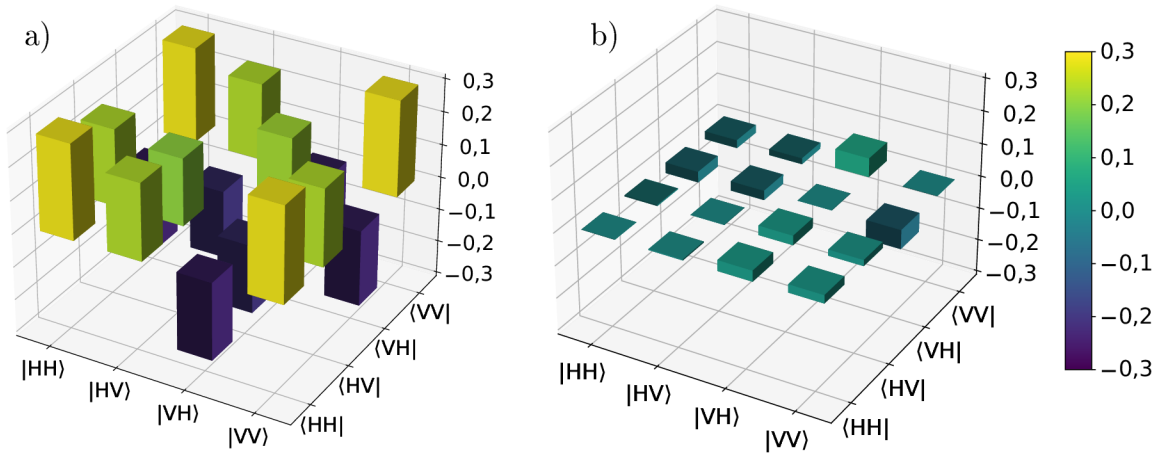 a)
0,3
0,2
0,1
0,0
−0,1
−0,2
−0,3
|HH⟩
|HV⟩
|VH⟩
|VV⟩
⟨HH|
⟨HV|
⟨VH|
⟨VV|
b)
0,3
0,2
0,1
0,0
−0,1
−0,2
−0,3
|HH⟩
|HV⟩
|VH⟩
|VV⟩
⟨HH|
⟨HV|
⟨VH|
⟨VV|
0,3
0,2
0,1
0,0
−0,1
−0,2
−0,3